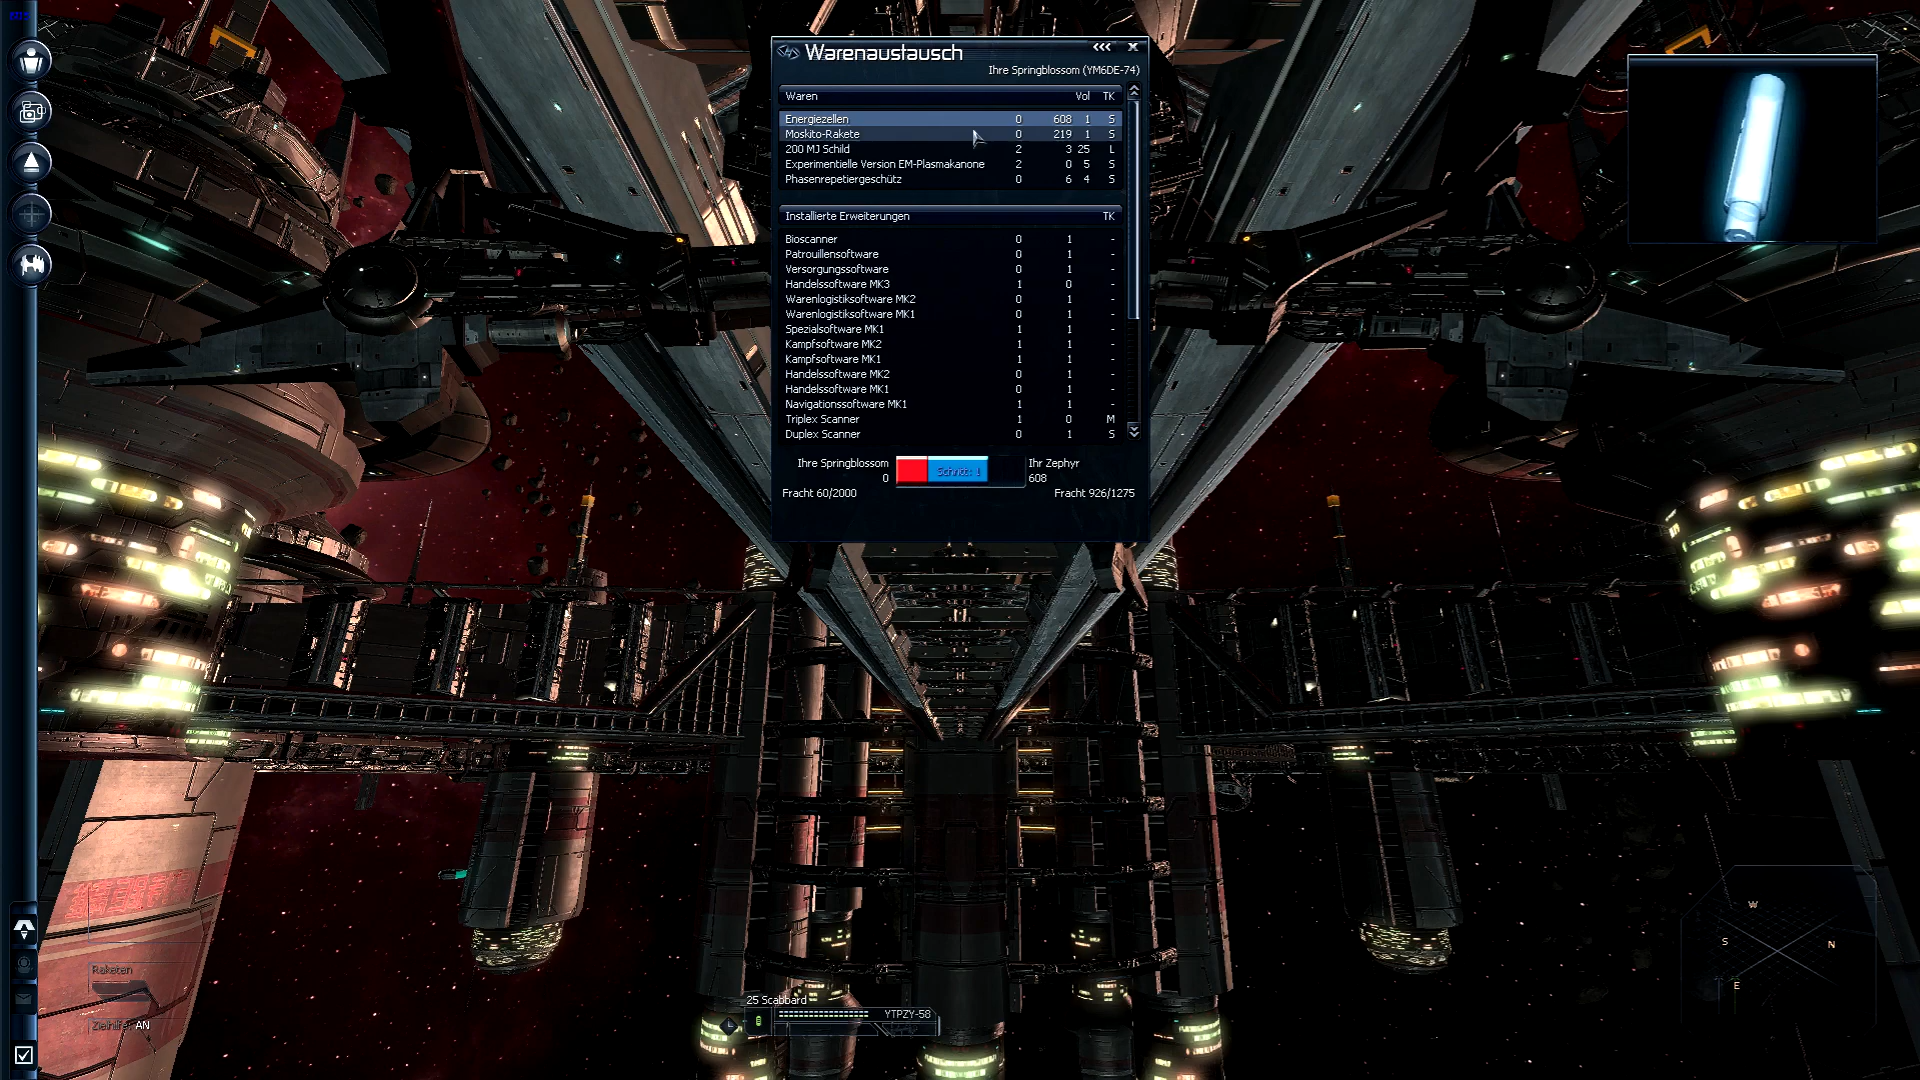 Warenaustausch
Ihre Springblossom (YM6DE-74)
Waren Vol TK
Energiezellen 0 608 1 S
Moskito-Rakete 0 219 1 S
200 MJ Schild 2 3 25 L
Experimentielle Version EM-Plasmakanone 2 0 5 S
Phasenrepetiergeschütz 0 6 4 S
Installierte Erweiterungen TK
Bioscanner 0 1 -
Patrouillensoftware 0 1 -
Versorgungssoftware 0 1 -
Handelssoftware MK3 1 0 -
Warenlogistiksoftware MK2 0 1 -
Warenlogistiksoftware MK1 0 1 -
Spezialsoftware MK1 1 1 -
Kampfsoftware MK2 1 1 -
Kampfsoftware MK1 1 1 -
Handelssoftware MK2 0 1 -
Handelssoftware MK1 0 1 -
Navigationssoftware MK1 1 1 -
Triplex Scanner 1 0 M
Duplex Scanner 0 1 S
Ihre Springblossom Schritt: 1 Ihr Zephyr
0 608
Fracht 60/2000 Fracht 926/1275
W
S N
E
Raketen
Zielhilfe: AN
25 Scabbard
YTPZY-58